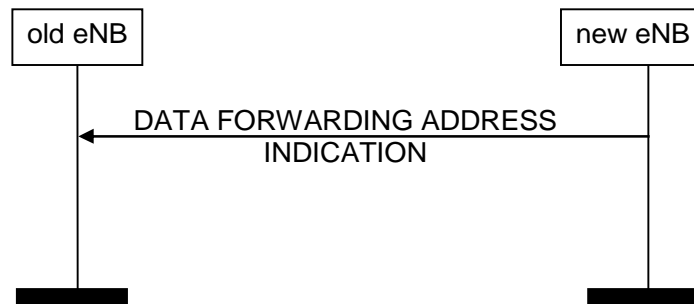 old eNB
new eNB
DATA FORWARDING ADDRESS
INDICATION